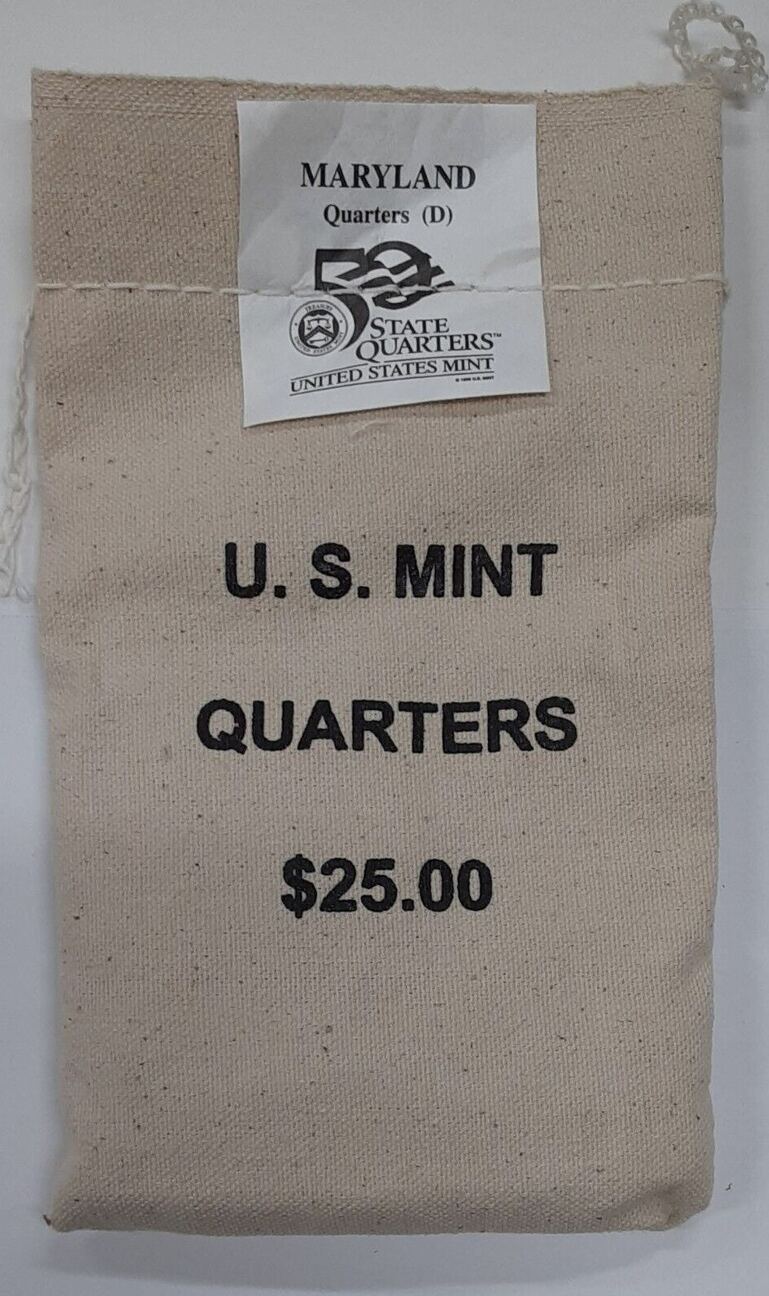 MARYLAND
Quarters (D)
50
STATE
QUARTERS™
UNITED STATES MINT
U. S. MINT
QUARTERS
$25.00